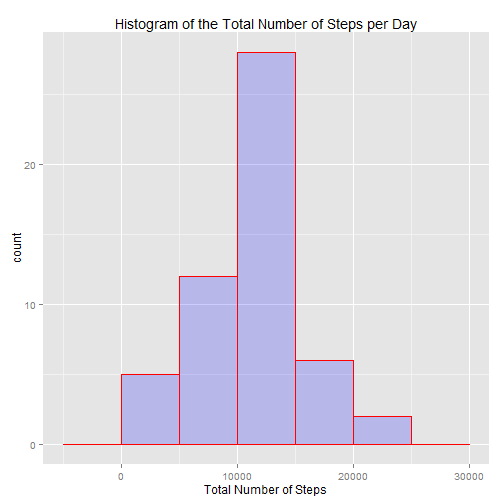 Histogram of the Total Number of Steps per Day
count
20
10
0
0 10000 20000 30000
Total Number of Steps